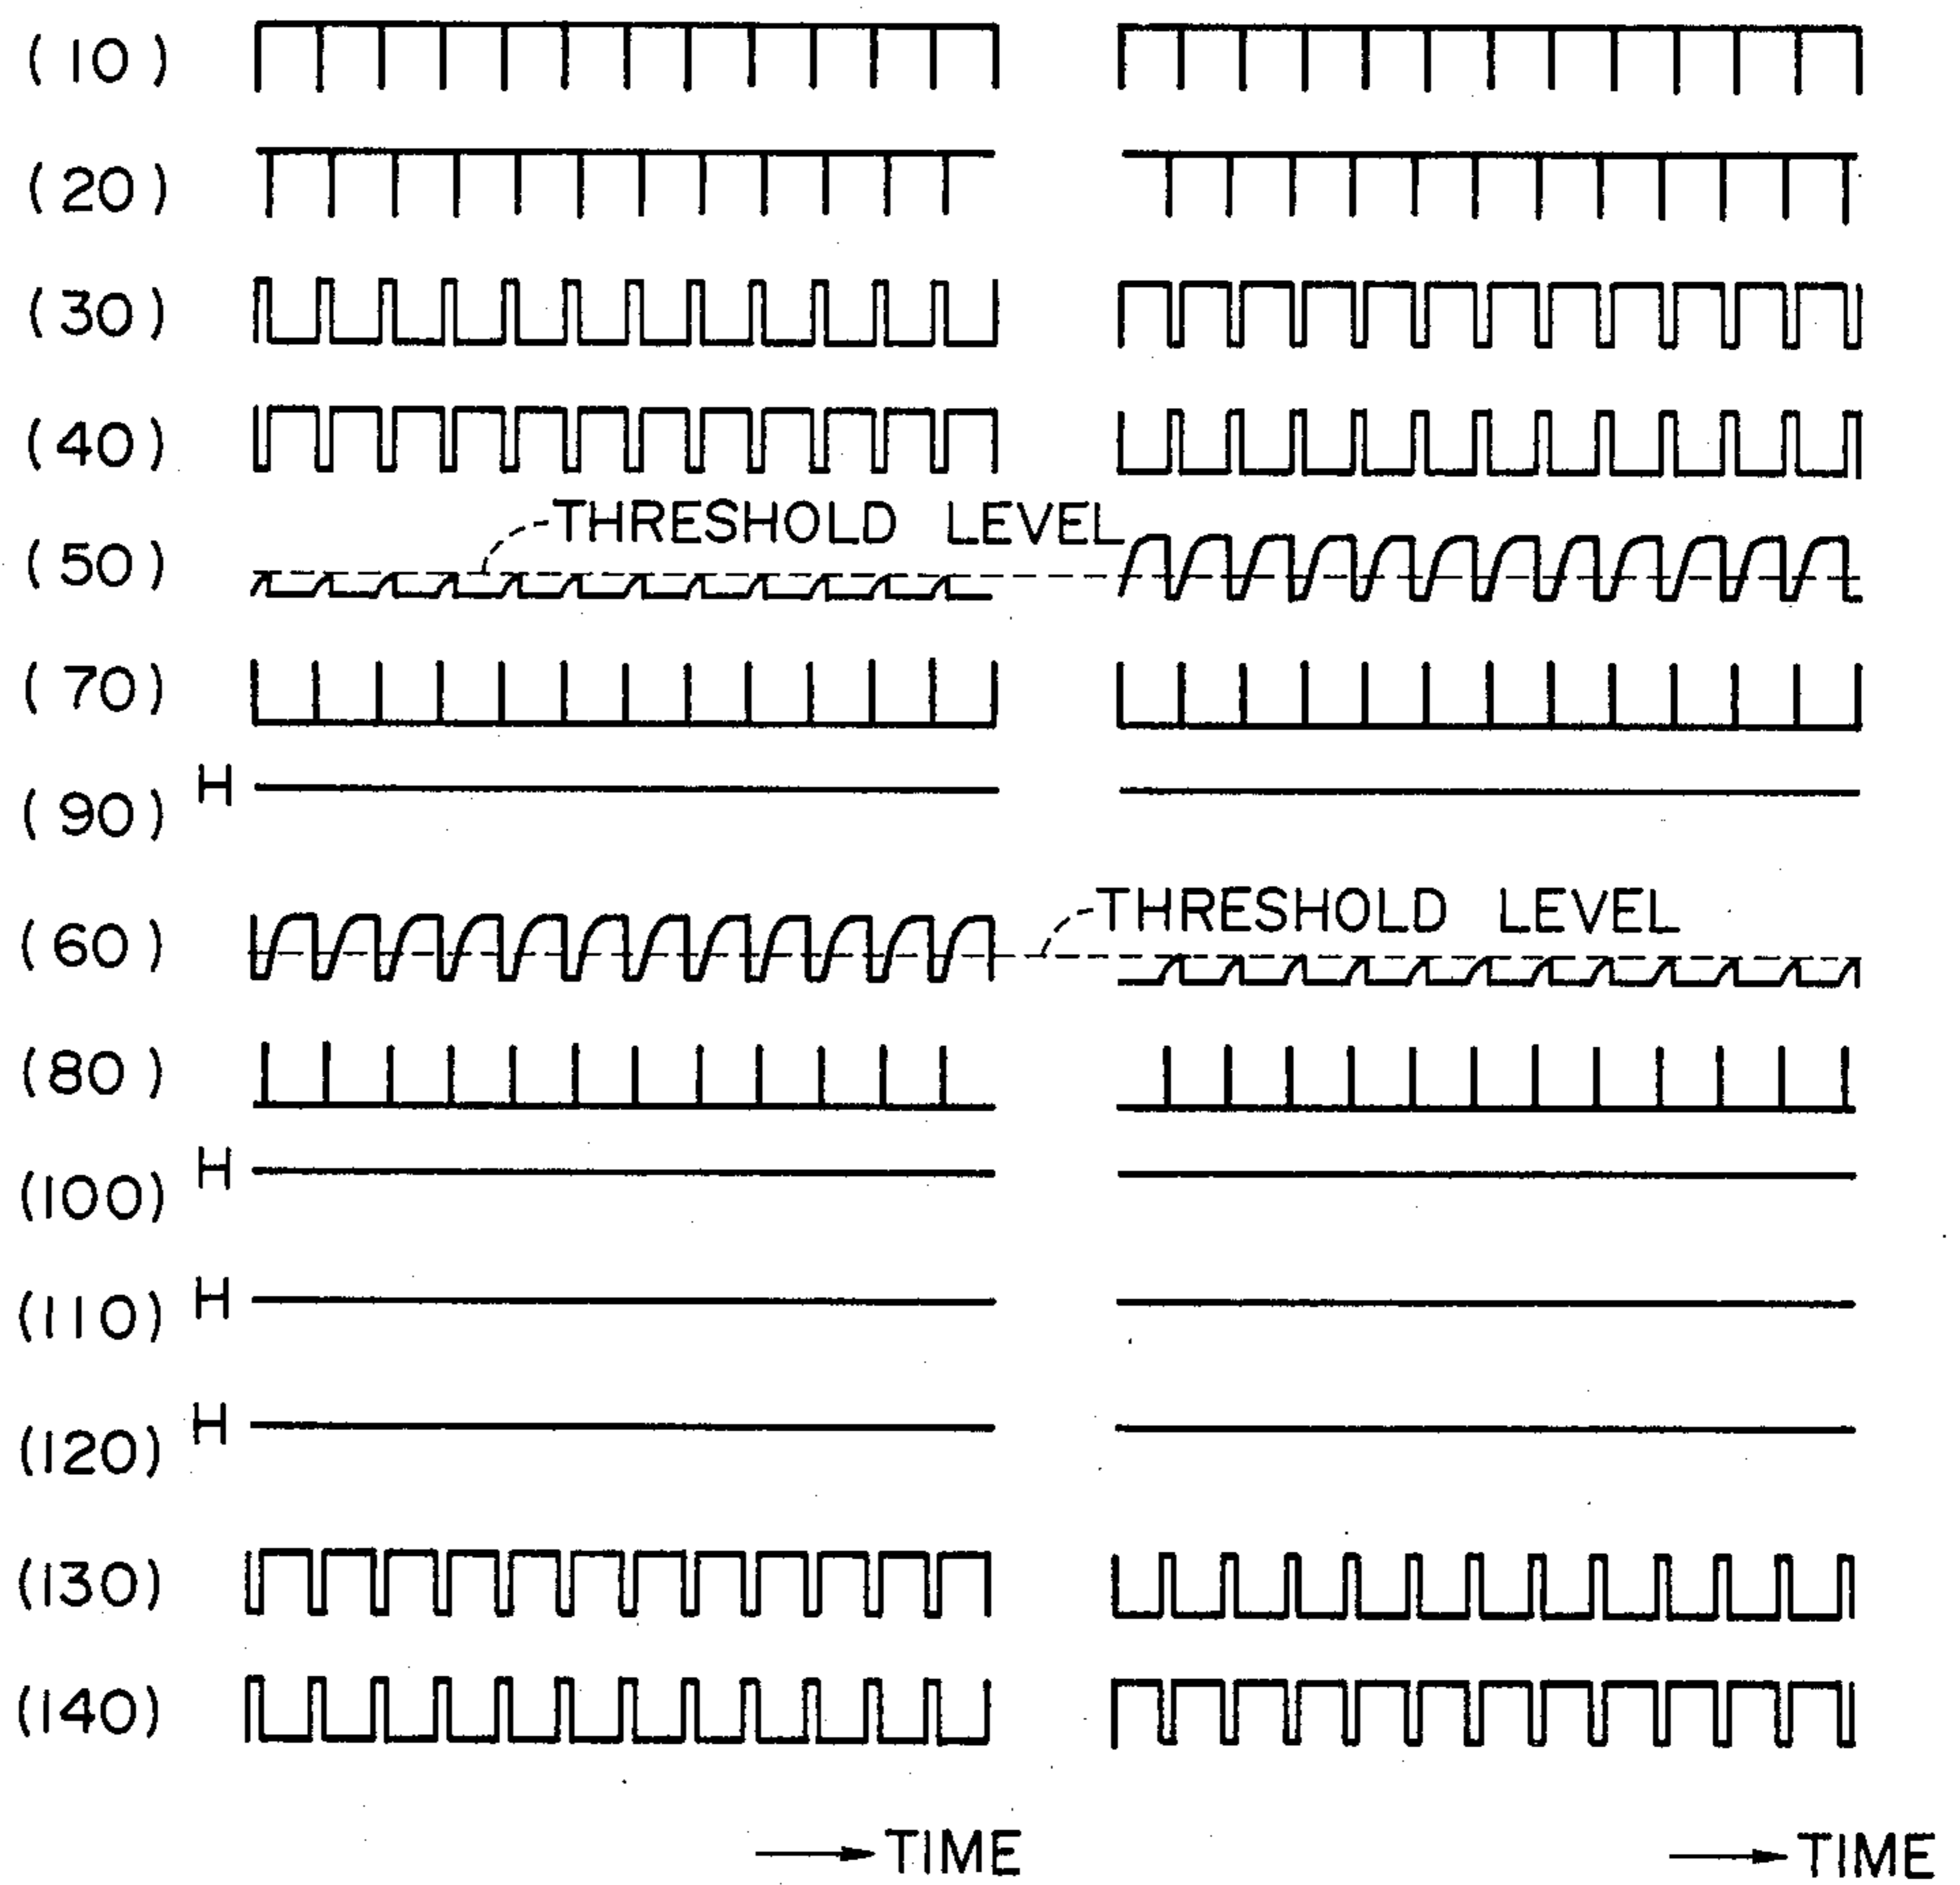 (10)
(20)
(30)
(40)
THRESHOLD LEVEL
(50)
(70)
H
(90)
THRESHOLD LEVEL
(60)
(80)
H
(100)
H
(110)
H
(120)
(130)
(140)
TIME TIME